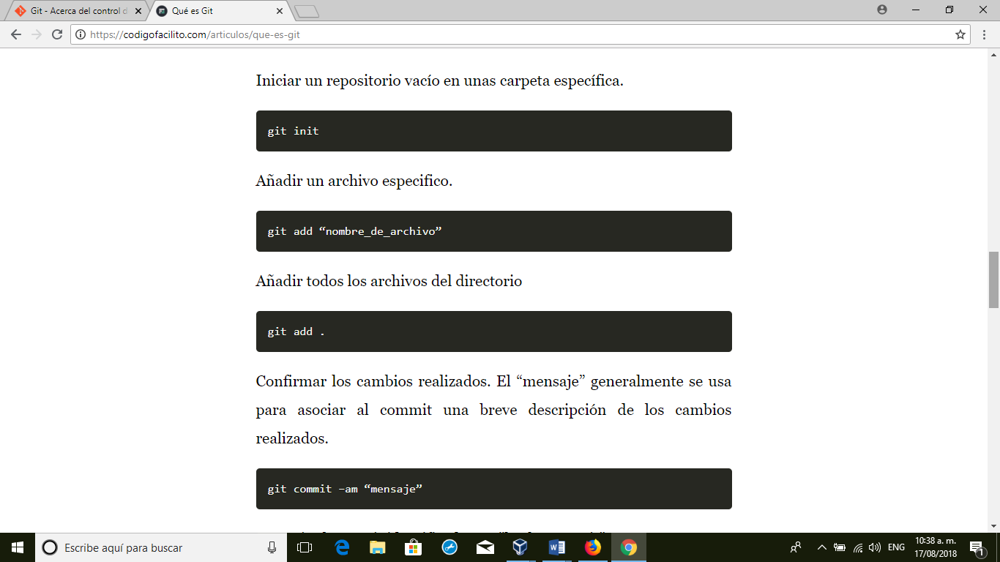 Git - Acerca del control d
Qué es Git
https://codigofacilito.com/articulos/que-es-git
Iniciar un repositorio vacío en unas carpeta específica.
git init
Añadir un archivo especifico.
git add “nombre_de_archivo”
Añadir todos los archivos del directorio
git add .
Confirmar los cambios realizados. El “mensaje” generalmente se usa
para asociar al commit una breve descripción de los cambios
realizados.
git commit –am “mensaje”
Escribe aquí para buscar
ENG
10:38 a. m.
17/08/2018
1